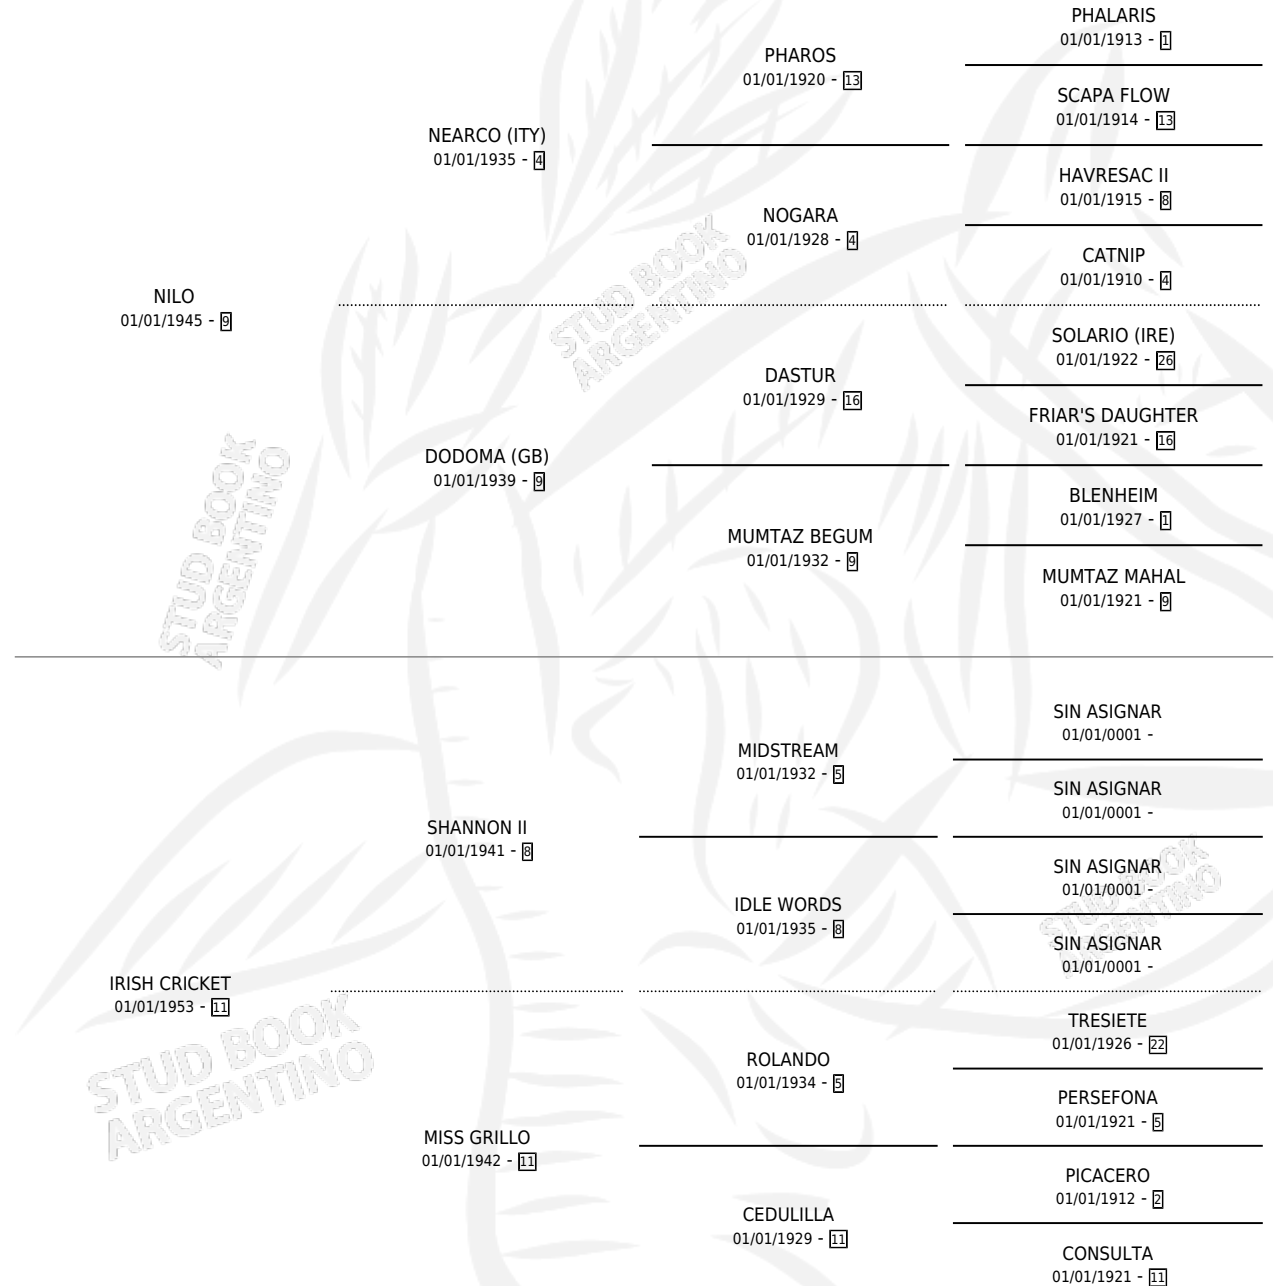 PHALARIS
01/01/1913 - 1
PHAROS
01/01/1920 - 13
SCAPA FLOW
01/01/1914 - 13
NEARCO (ITY)
01/01/1935 - 4
HAVRESAC II
01/01/1915 - 8
NOGARA
01/01/1928 - 4
CATNIP
01/01/1910 - 4
NILO
01/01/1945 - 9
SOLARIO (IRE)
01/01/1922 - 26
DASTUR
01/01/1929 - 16
FRIAR'S DAUGHTER
01/01/1921 - 16
DODOMA (GB)
01/01/1939 - 9
BLENHEIM
01/01/1927 - 1
MUMTAZ BEGUM
01/01/1932 - 9
MUMTAZ MAHAL
01/01/1921 - 9
SIN ASIGNAR
01/01/0001 -
MIDSTREAM
01/01/1932 - 5
SIN ASIGNAR
01/01/0001 -
SHANNON II
01/01/1941 - 8
SIN ASIGNAR
01/01/0001 -
IDLE WORDS
01/01/1935 - 8
SIN ASIGNAR
01/01/0001 -
IRISH CRICKET
01/01/1953 - 11
TRESIETE
01/01/1926 - 22
ROLANDO
01/01/1934 - 5
PERSEFONA
01/01/1921 - 5
MISS GRILLO
01/01/1942 - 11
PICACERO
01/01/1912 - 2
CEDULILLA
01/01/1929 - 11
CONSULTA
01/01/1921 - 11
STUD BOOK
ARGENTINO
STUD BOOK
ARGENTINO
STUD BOOK
ARGENTINO
STUD BOOK
ARGENTINO